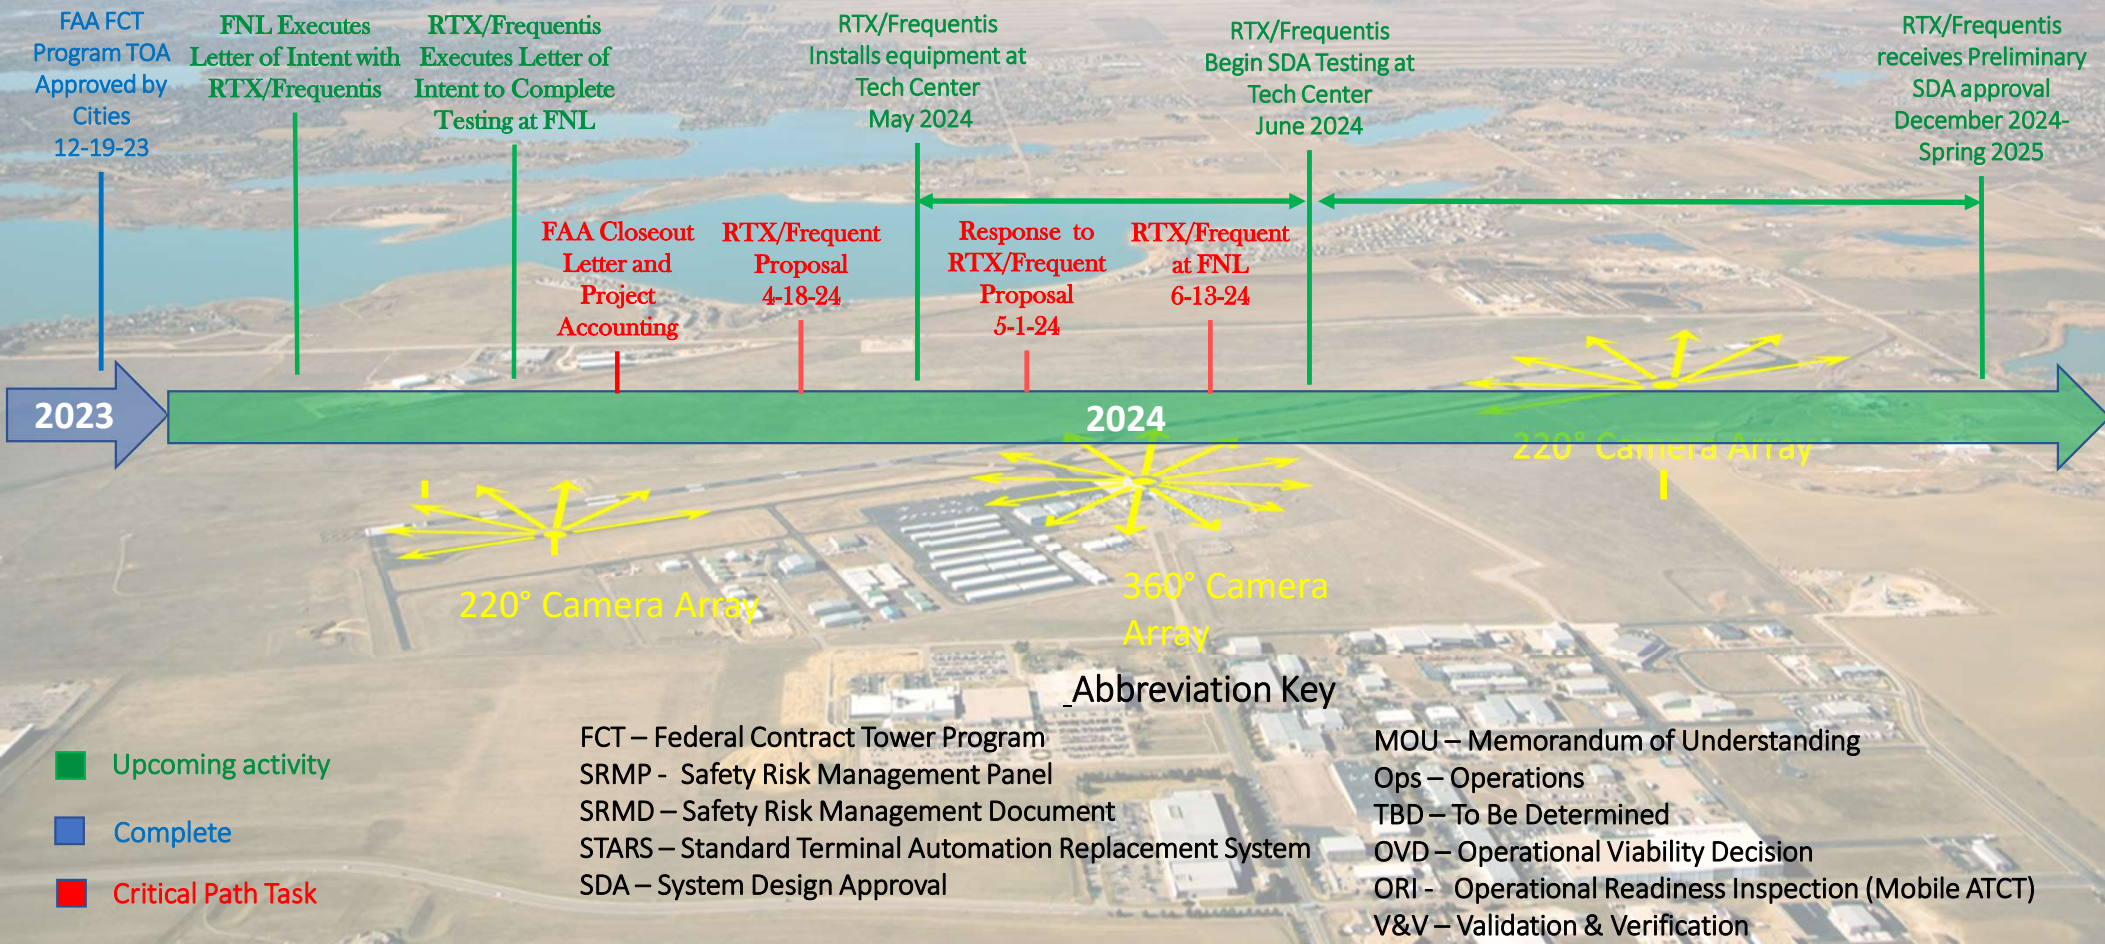 FAA FCT
Program TOA
Approved by
Cities
12-19-23
FNL Executes
Letter of Intent with
RTX/Frequentis
RTX/Frequentis
Executes Letter of
Intent to Complete
Testing at FNL
RTX/Frequentis
Installs equipment at
Tech Center
May 2024
RTX/Frequentis
Begin SDA Testing at
Tech Center
June 2024
RTX/Frequentis
receives Preliminary
SDA approval
December 2024-
Spring 2025
FAA Closeout
Letter and
Project
Accounting
RTX/Frequent
Proposal
4-18-24
Response to
RTX/Frequent
Proposal
5-1-24
RTX/Frequent
at FNL
6-13-24
2023
2024
220° Camera Array
220° Camera Array
360° Camera
Array
Abbreviation Key
Upcoming activity
Complete
Critical Path Task
FCT – Federal Contract Tower Program
SRMP - Safety Risk Management Panel
SRMD – Safety Risk Management Document
STARS – Standard Terminal Automation Replacement System
SDA – System Design Approval
MOU – Memorandum of Understanding
Ops – Operations
TBD – To Be Determined
OVD – Operational Viability Decision
ORI - Operational Readiness Inspection (Mobile ATCT)
V&V – Validation & Verification